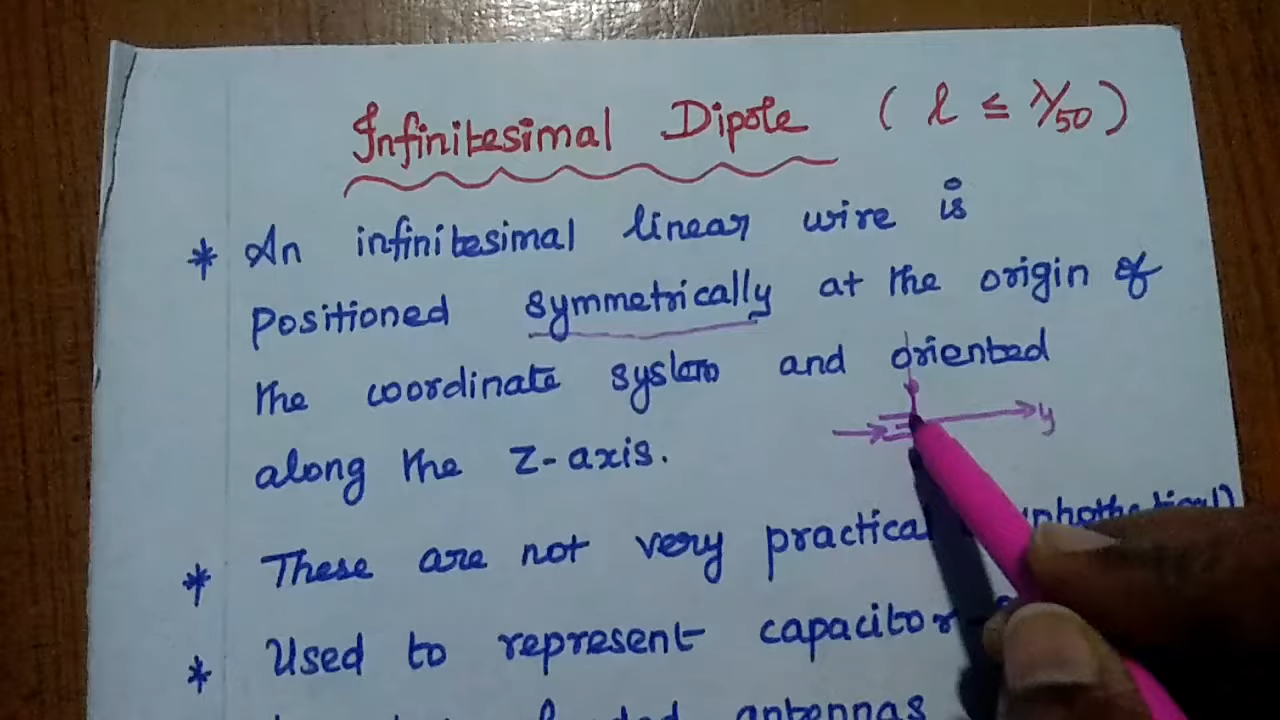 Infinitesimal Dipole ( l ≤ λ/50 )
* An infinitesimal linear wire is
positioned symmetrically at the origin of
the coordinate system and oriented
along the z-axis.
y
* These are not very practical
* Used to represent capacitor
antennas